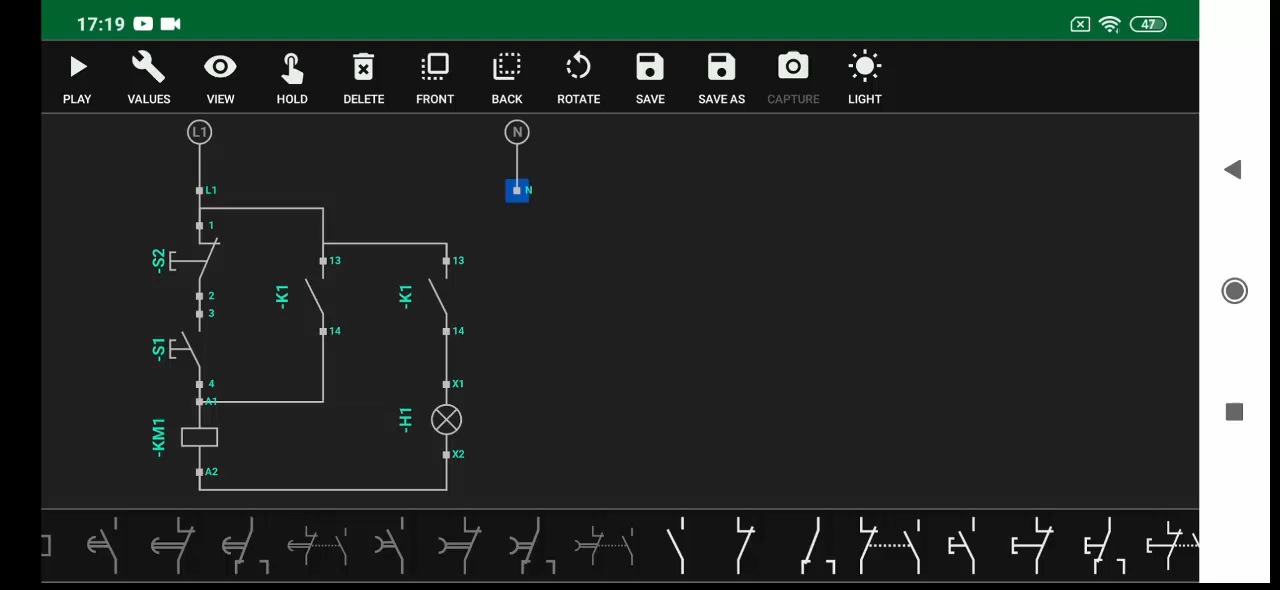 17:19 47
PLAY VALUES VIEW HOLD DELETE FRONT BACK ROTATE SAVE SAVE AS CAPTURE LIGHT
L1 N
L1 N
1
-S2
13 13
2
-K1 -K1
3
14 14
-S1
4 X1
A1
-H1
-KM1
X2
A2